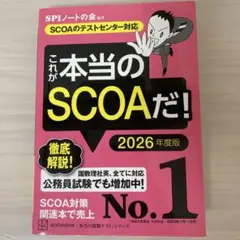 SPIノートの会 編著
SCOAのテストセンター対応
これが
本当の
SCOAだ!
2026年度版
徹底
解説!
国数理社英、全てに対応
公務員試験でも増加中!
SCOA対策
関連本で売上
No.1